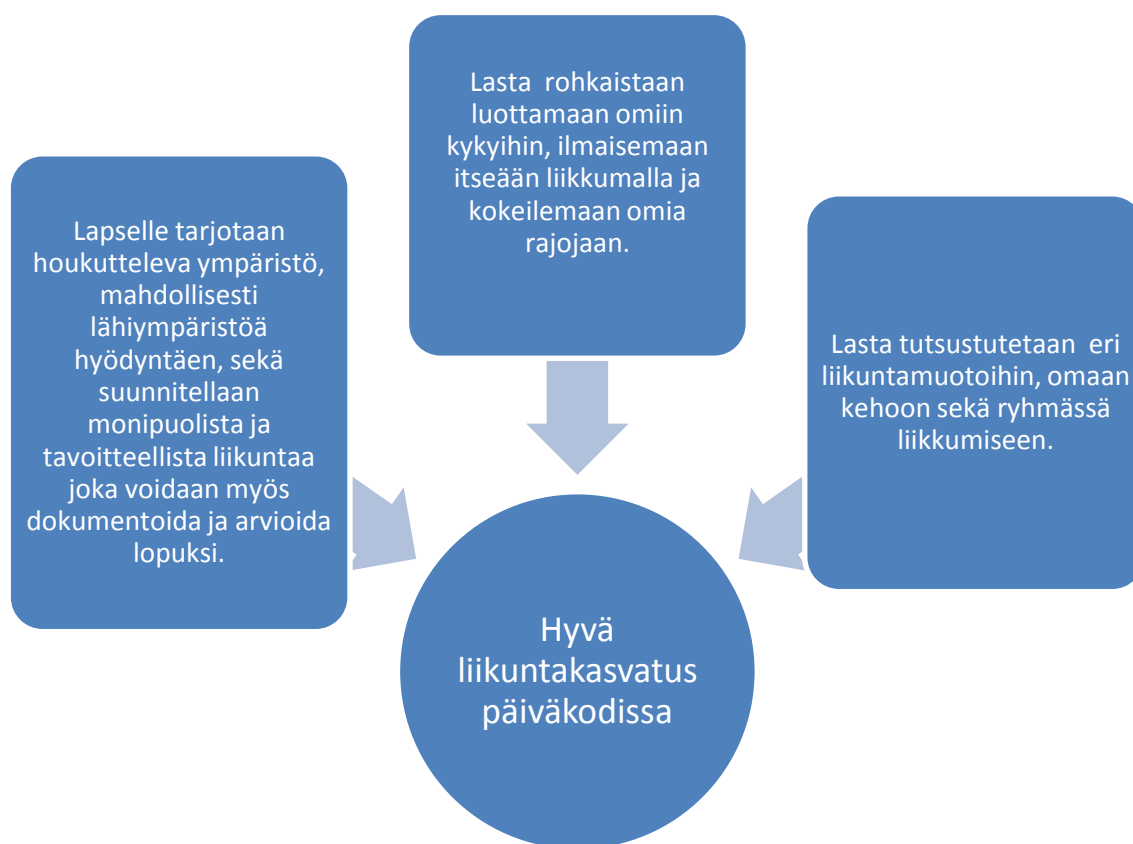 Lapselle tarjotaan
houkutteleva ympäristö,
mahdollisesti
lähiympäristöä
hyödyntäen, sekä
suunnitellaan
monipuolista ja
tavoitteellista liikuntaa
joka voidaan myös
dokumentoida ja arvioida
lopuksi.
Lasta rohkaistaan
luottamaan omiin
kykyihin, ilmaisemaan
itseään liikkumalla ja
kokeilemaan omia
rajojaan.
Lasta tutsustutetaan eri
liikuntamuotoihin, omaan
kehoon sekä ryhmässä
liikkumiseen.
Hyvä
liikuntakasvatus
päiväkodissa